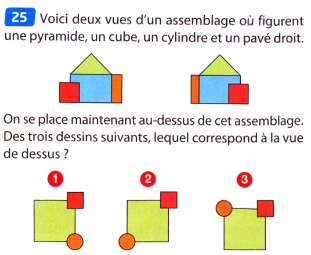 25 Voici deux vues d'un assemblage où figurent
une pyramide, un cube, un cylindre et un pavé droit.
On se place maintenant au-dessus de cet assemblage.
Des trois dessins suivants, lequel correspond à la vue
de dessus ?
1 2 3